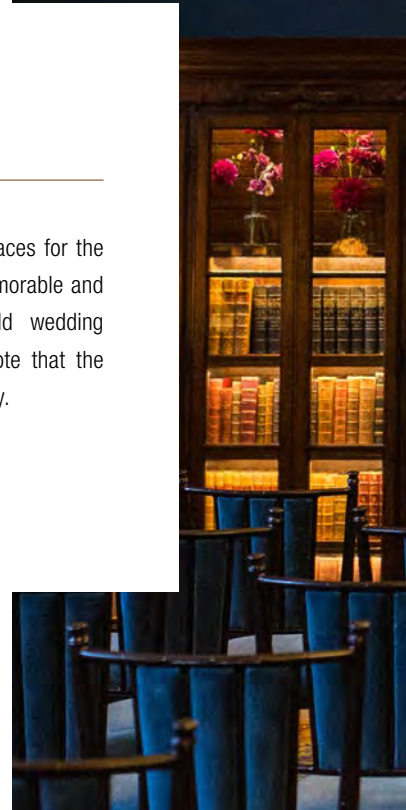 aces for the
morable and
ld wedding
ote that the
y.